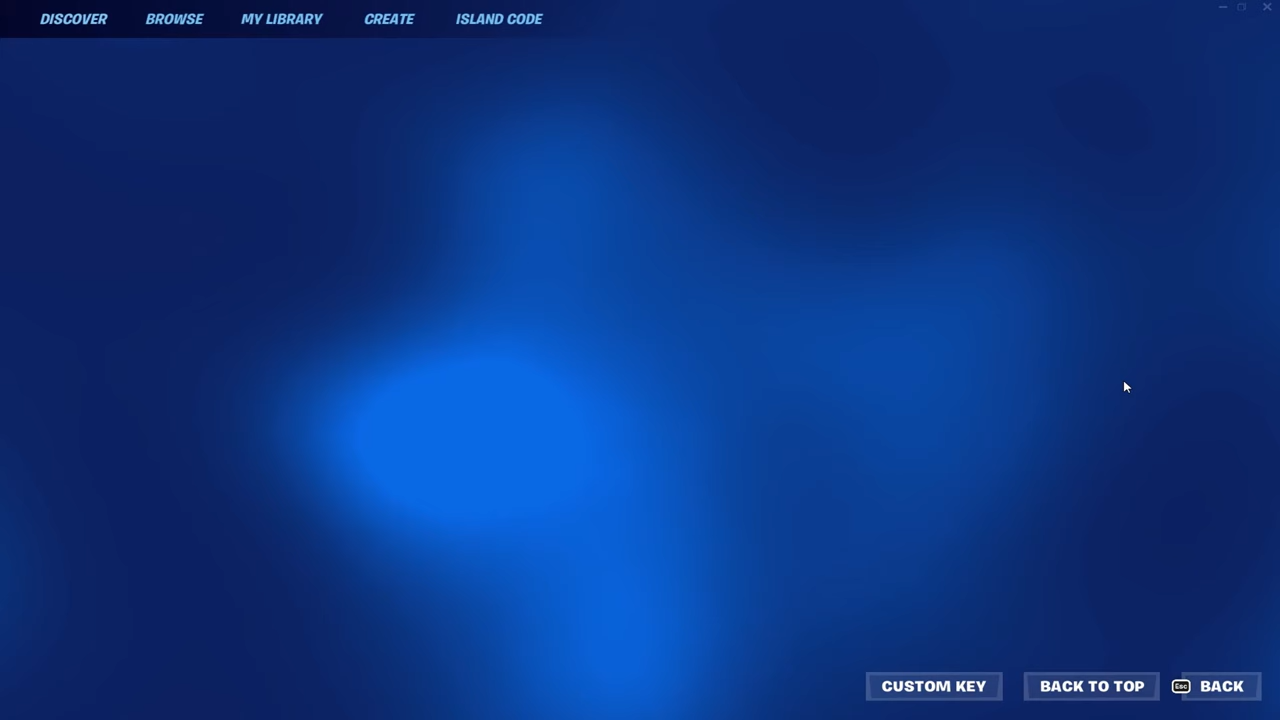 DISCOVER BROWSE MY LIBRARY CREATE ISLAND CODE
CUSTOM KEY BACK TO TOP Esc BACK